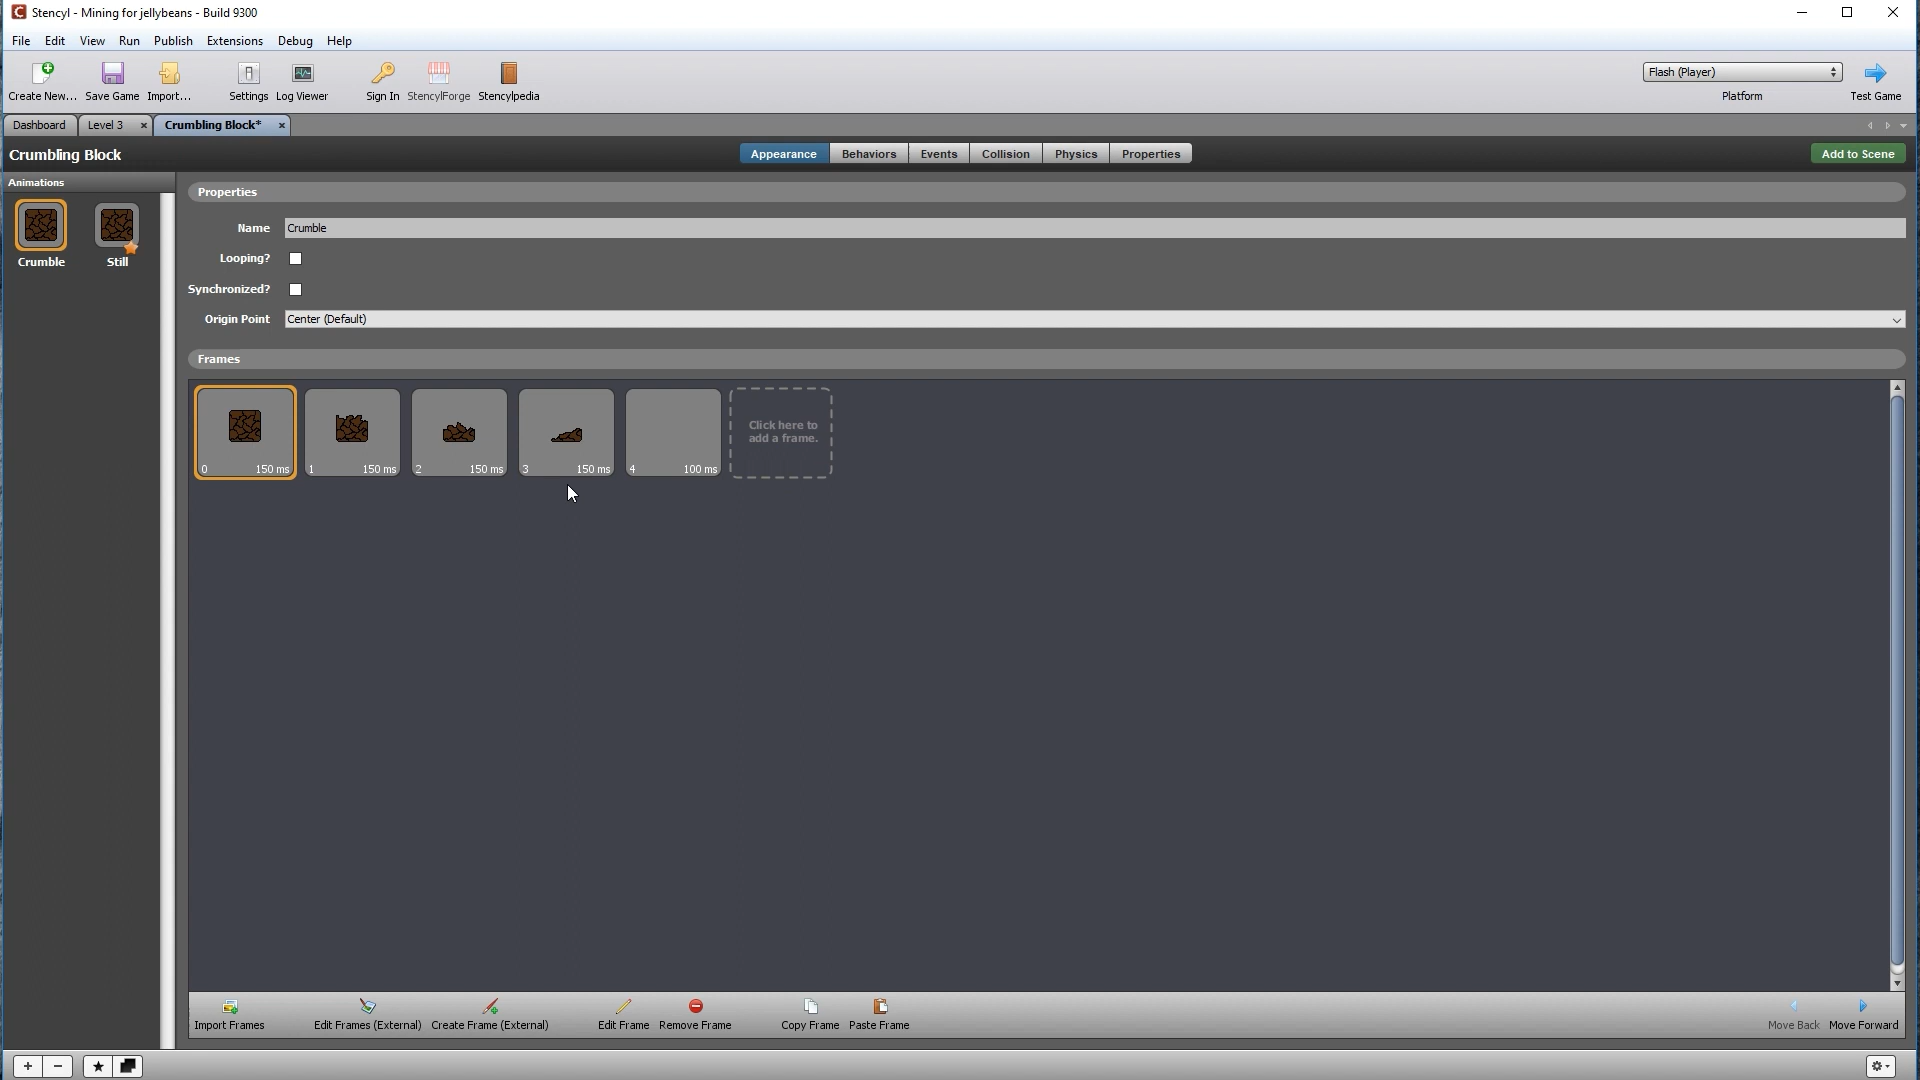 Stencyl - Mining for jellybeans - Build 9300
File Edit View Run Publish Extensions Debug Help
Create New... Save Game Import... Settings Log Viewer Sign In StencylForge Stencylpedia
Flash (Player)
Platform Test Game
Dashboard Level 3 × Crumbling Block* ×
Crumbling Block
Appearance Behaviors Events Collision Physics Properties
Add to Scene
Animations
Crumble Still
Properties
Name Crumble
Looping?
Synchronized?
Origin Point Center (Default)
Frames
Click here to
add a frame.
0 150 ms 1 150 ms 2 150 ms 3 150 ms 4 100 ms
Import Frames Edit Frames (External) Create Frame (External) Edit Frame Remove Frame Copy Frame Paste Frame Move Back Move Forward